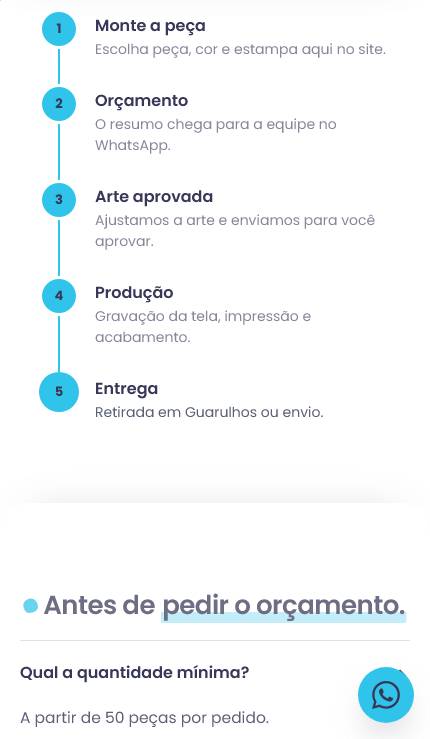 1
Monte a peça
Escolha peça, cor e estampa aqui no site.
2
Orçamento
O resumo chega para a equipe no
WhatsApp.
3
Arte aprovada
Ajustamos a arte e enviamos para você
aprovar.
4
Produção
Gravação da tela, impressão e
acabamento.
5
Entrega
Retirada em Guarulhos ou envio.
Antes de pedir o orçamento.
Qual a quantidade mínima?
A partir de 50 peças por pedido.